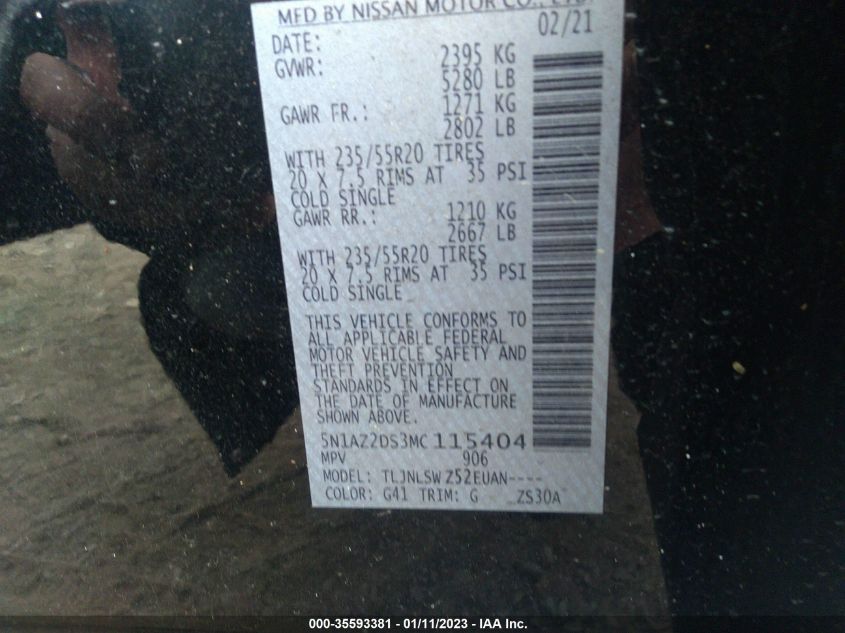 MFD BY NISSAN MOTOR CO., LTD.
DATE: 02/21
GVWR: 2395 KG
5280 LB
GAWR FR.: 1271 KG
2802 LB
WITH 235/55R20 TIRES
20 X 7.5 RIMS AT 35 PSI
COLD SINGLE
GAWR RR.: 1210 KG
2667 LB
WITH 235/55R20 TIRES
20 X 7.5 RIMS AT 35 PSI
COLD SINGLE
THIS VEHICLE CONFORMS TO
ALL APPLICABLE FEDERAL
MOTOR VEHICLE SAFETY AND
THEFT PREVENTION
STANDARDS IN EFFECT ON
THE DATE OF MANUFACTURE
SHOWN ABOVE.
5N1AZ2DS3MC115404
MPV 906
MODEL: TLJNLSWZ52EUAN----
COLOR: G41 TRIM: G _ZS30A
000-35593381 - 01/11/2023 - IAA Inc.